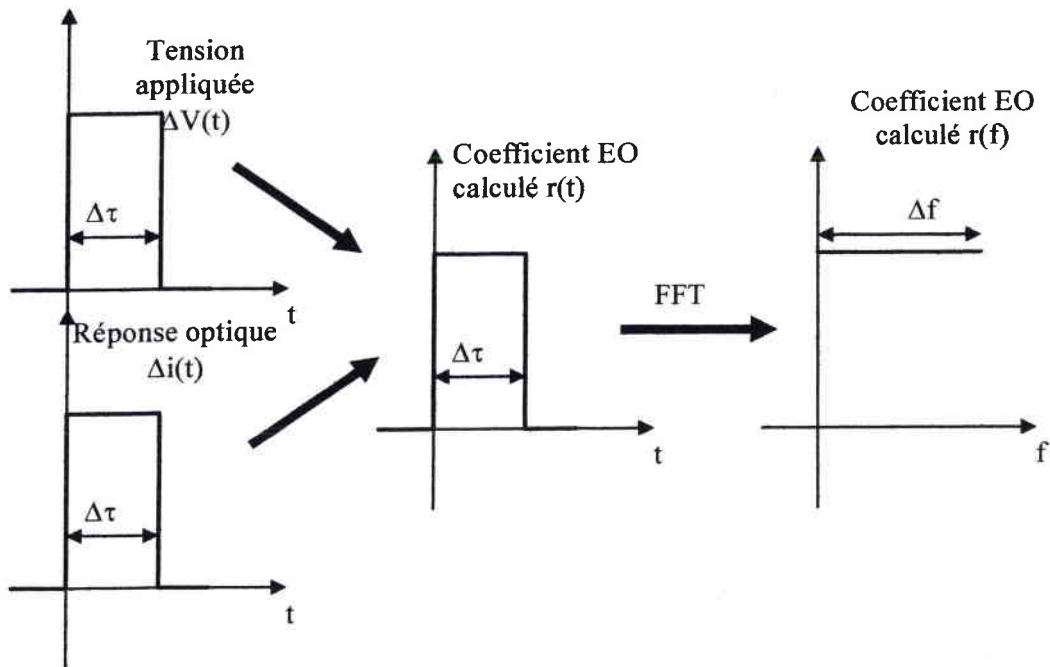 Tension
appliquée
ΔV(t)
Δτ
t
Réponse optique
Δi(t)
Δτ
t
Coefficient EO
calculé r(t)
Δτ
t
FFT
Coefficient EO
calculé r(f)
Δf
f